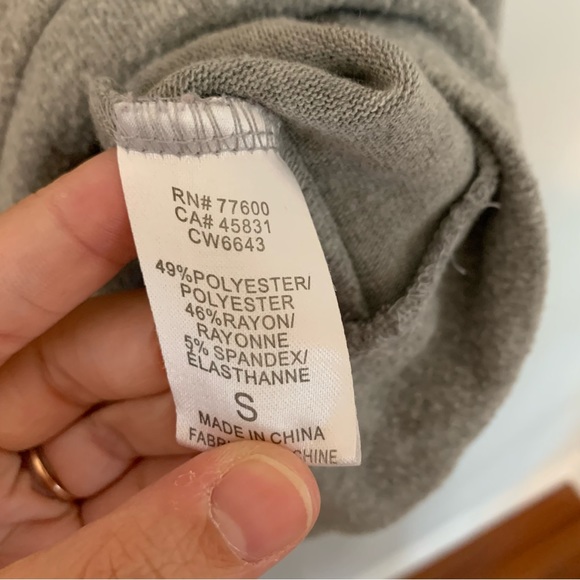 RN# 77600
CA# 45831
CW6643
49%POLYESTER/
POLYESTER
46%RAYON/
RAYONNE
5% SPANDEX/
ELASTHANNE
S
MADE IN CHINA